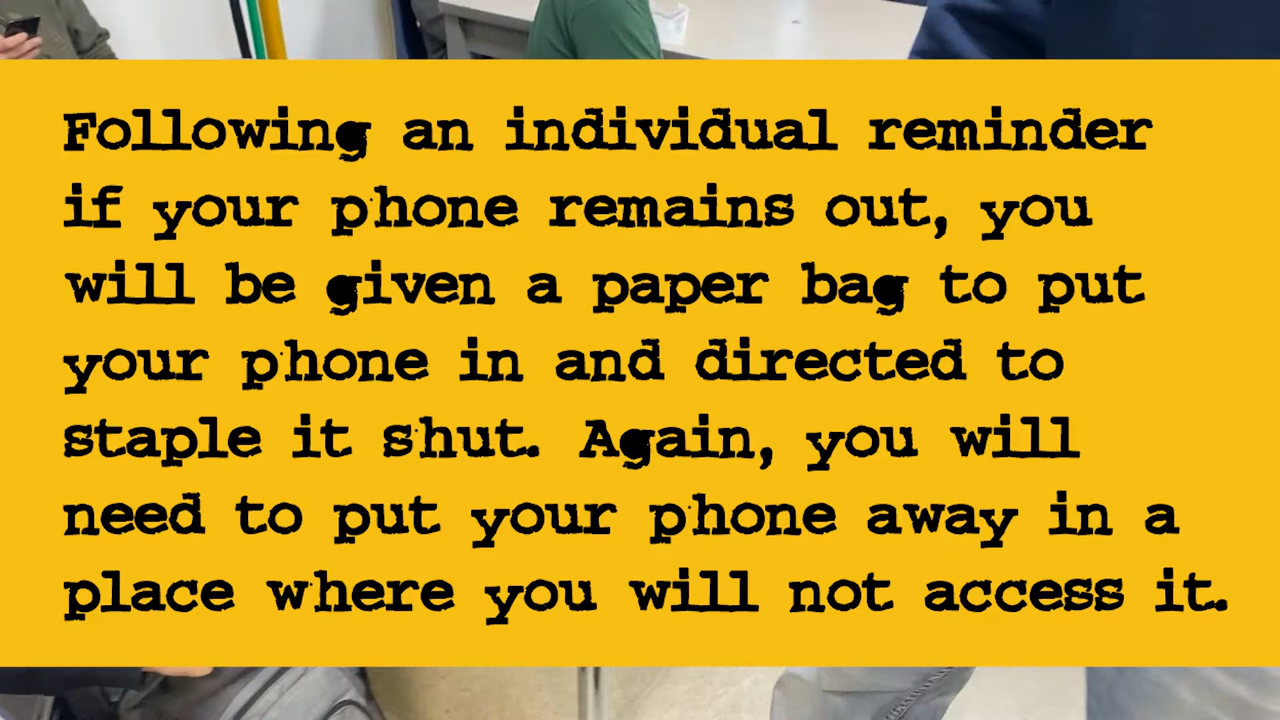 Following an individual reminder
if your phone remains out, you
will be given a paper bag to put
your phone in and directed to
staple it shut. Again, you will
need to put your phone away in a
place where you will not access it.